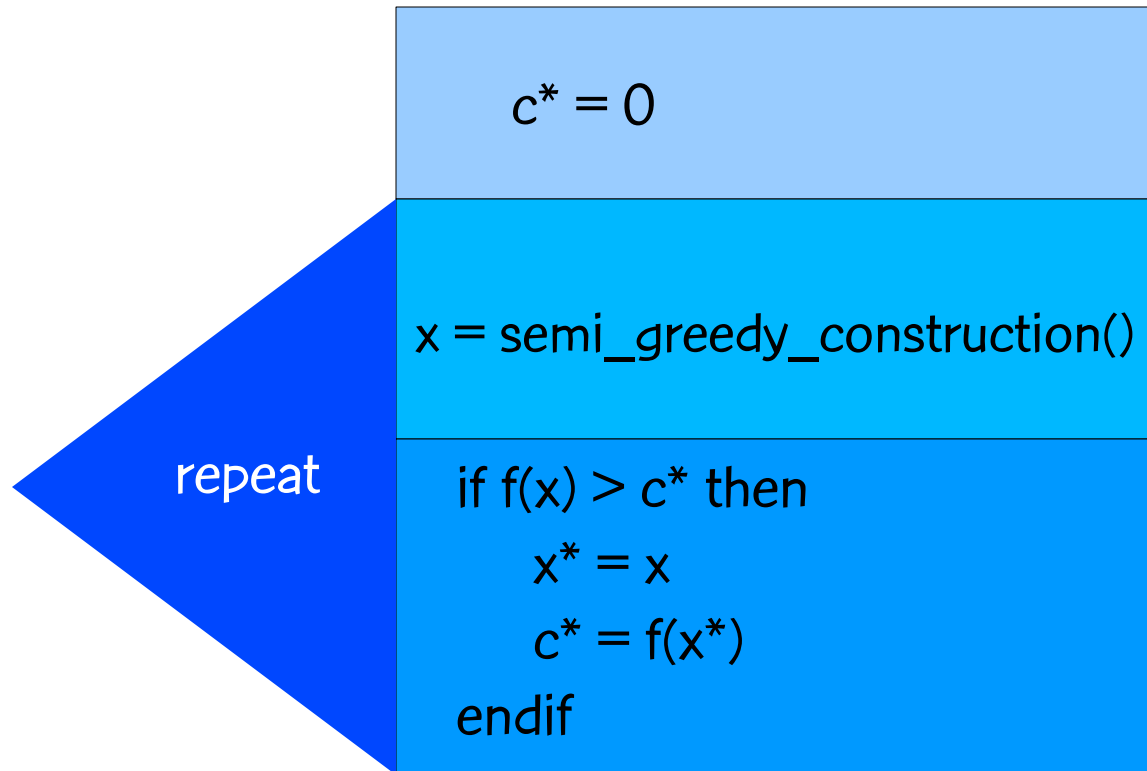 c* = 0
x = semi_greedy_construction()
repeat
if f(x) > c* then
x* = x
c* = f(x*)
endif